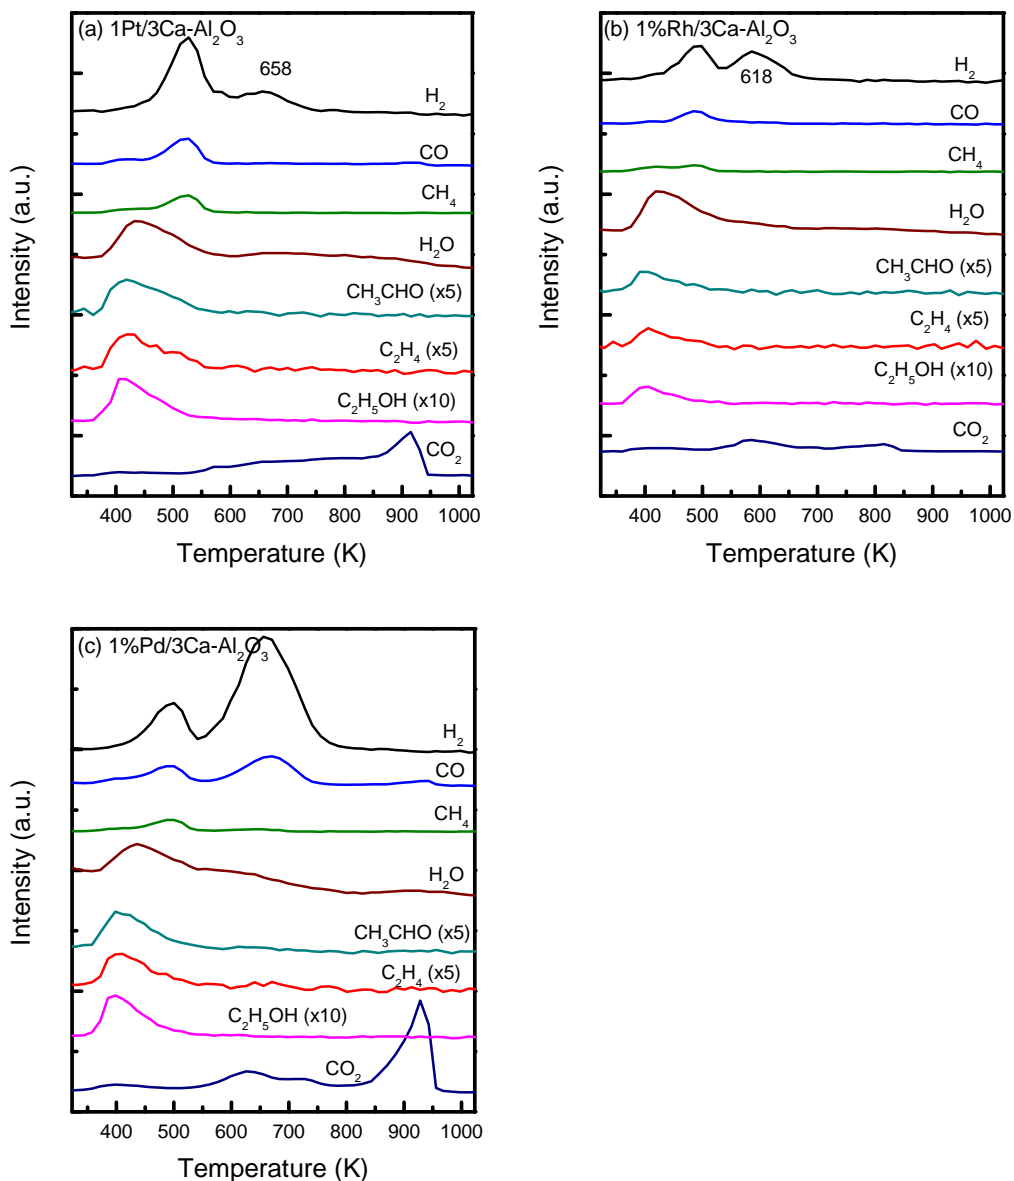 (a) 1Pt/3Ca-Al₂O₃
658
H₂
CO
CH₄
H₂O
CH₃CHO (x5)
C₂H₄ (x5)
C₂H₅OH (x10)
CO₂
Intensity (a.u.)
400 500 600 700 800 900 1000
Temperature (K)
(b) 1%Rh/3Ca-Al₂O₃
618
H₂
CO
CH₄
H₂O
CH₃CHO (x5)
C₂H₄ (x5)
C₂H₅OH (x10)
CO₂
Intensity (a.u.)
400 500 600 700 800 900 1000
Temperature (K)
(c) 1%Pd/3Ca-Al₂O₃
H₂
CO
CH₄
H₂O
CH₃CHO (x5)
C₂H₄ (x5)
C₂H₅OH (x10)
CO₂
Intensity (a.u.)
400 500 600 700 800 900 1000
Temperature (K)